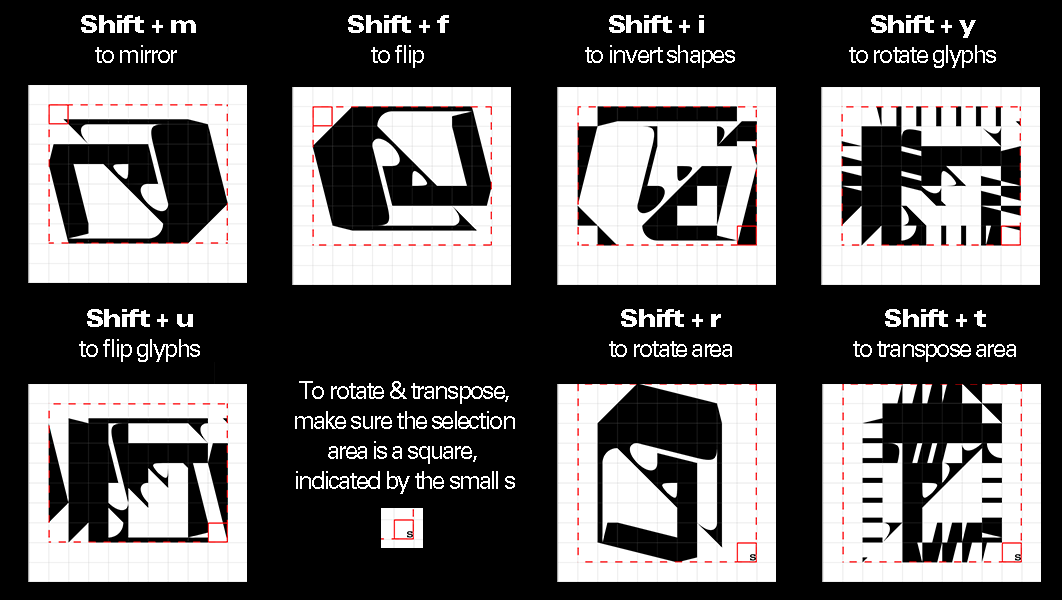 Shift + m
to mirror
Shift + f
to flip
Shift + i
to invert shapes
Shift + y
to rotate glyphs
Shift + u
to flip glyphs
To rotate & transpose,
make sure the selection
area is a square,
indicated by the small s
s
Shift + r
to rotate area
s
Shift + t
to transpose area
s